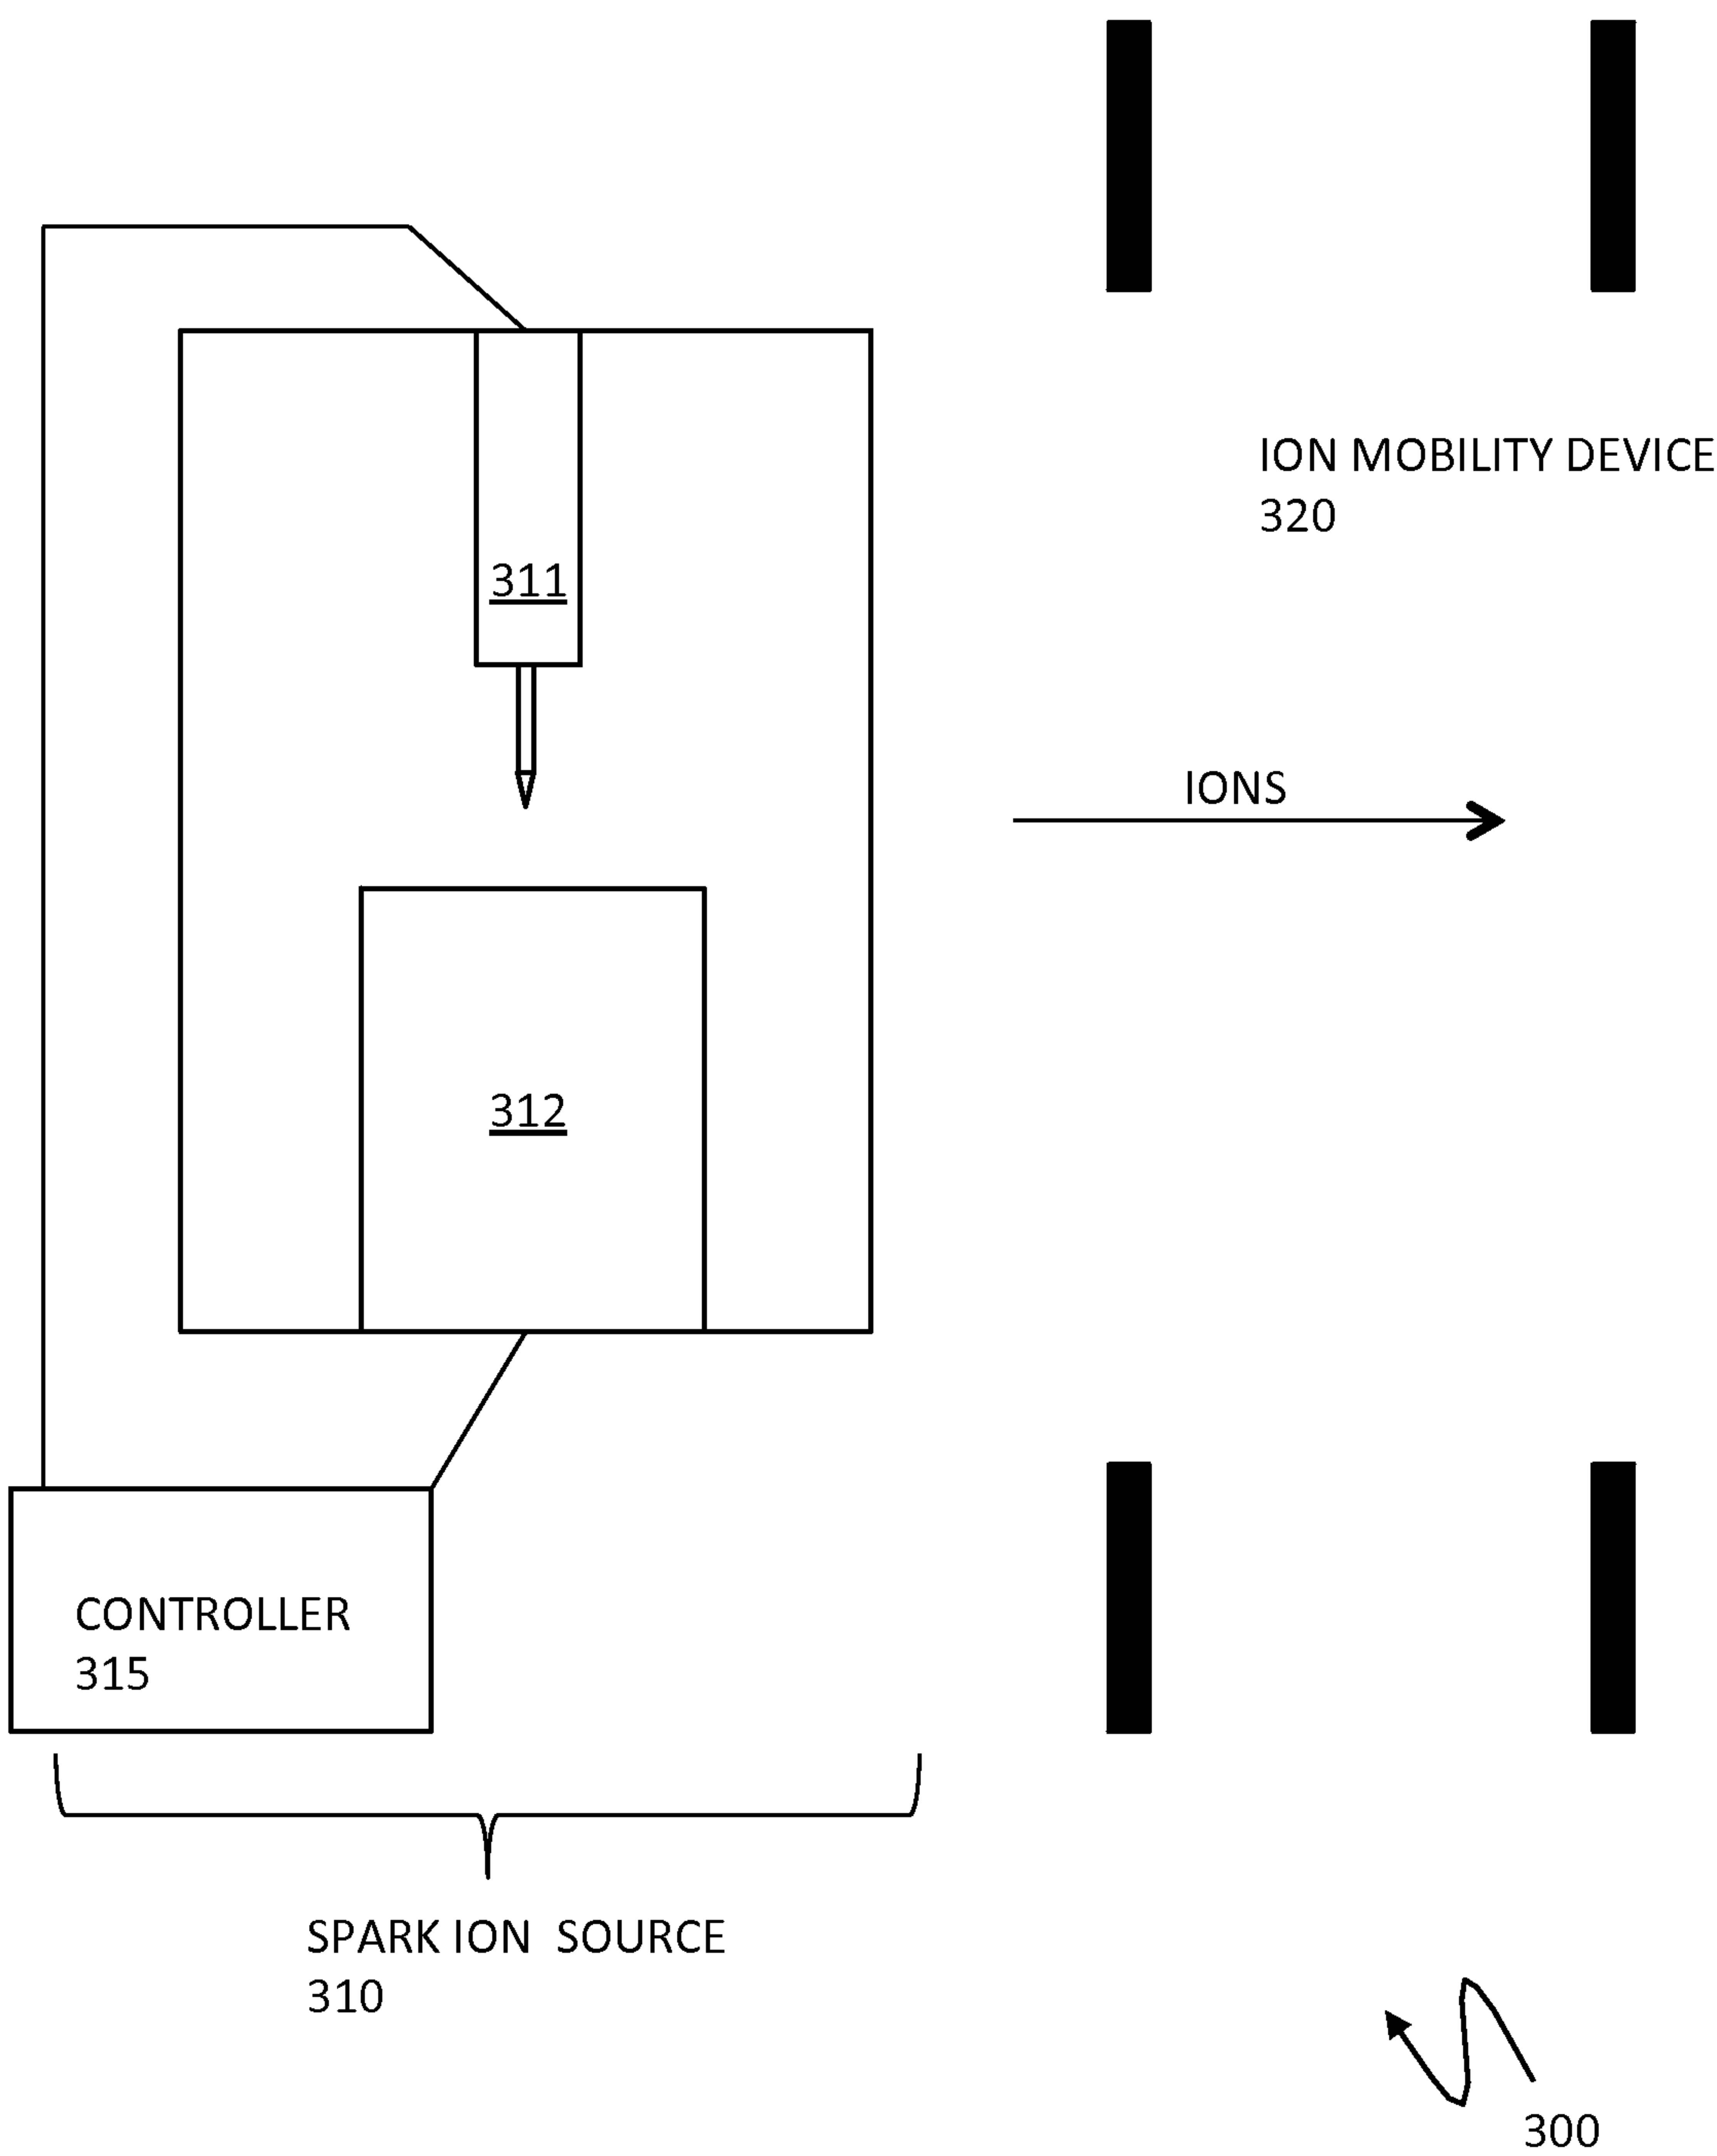 ION MOBILITY DEVICE
320
311
IONS
312
CONTROLLER
315
SPARK ION SOURCE
310
300